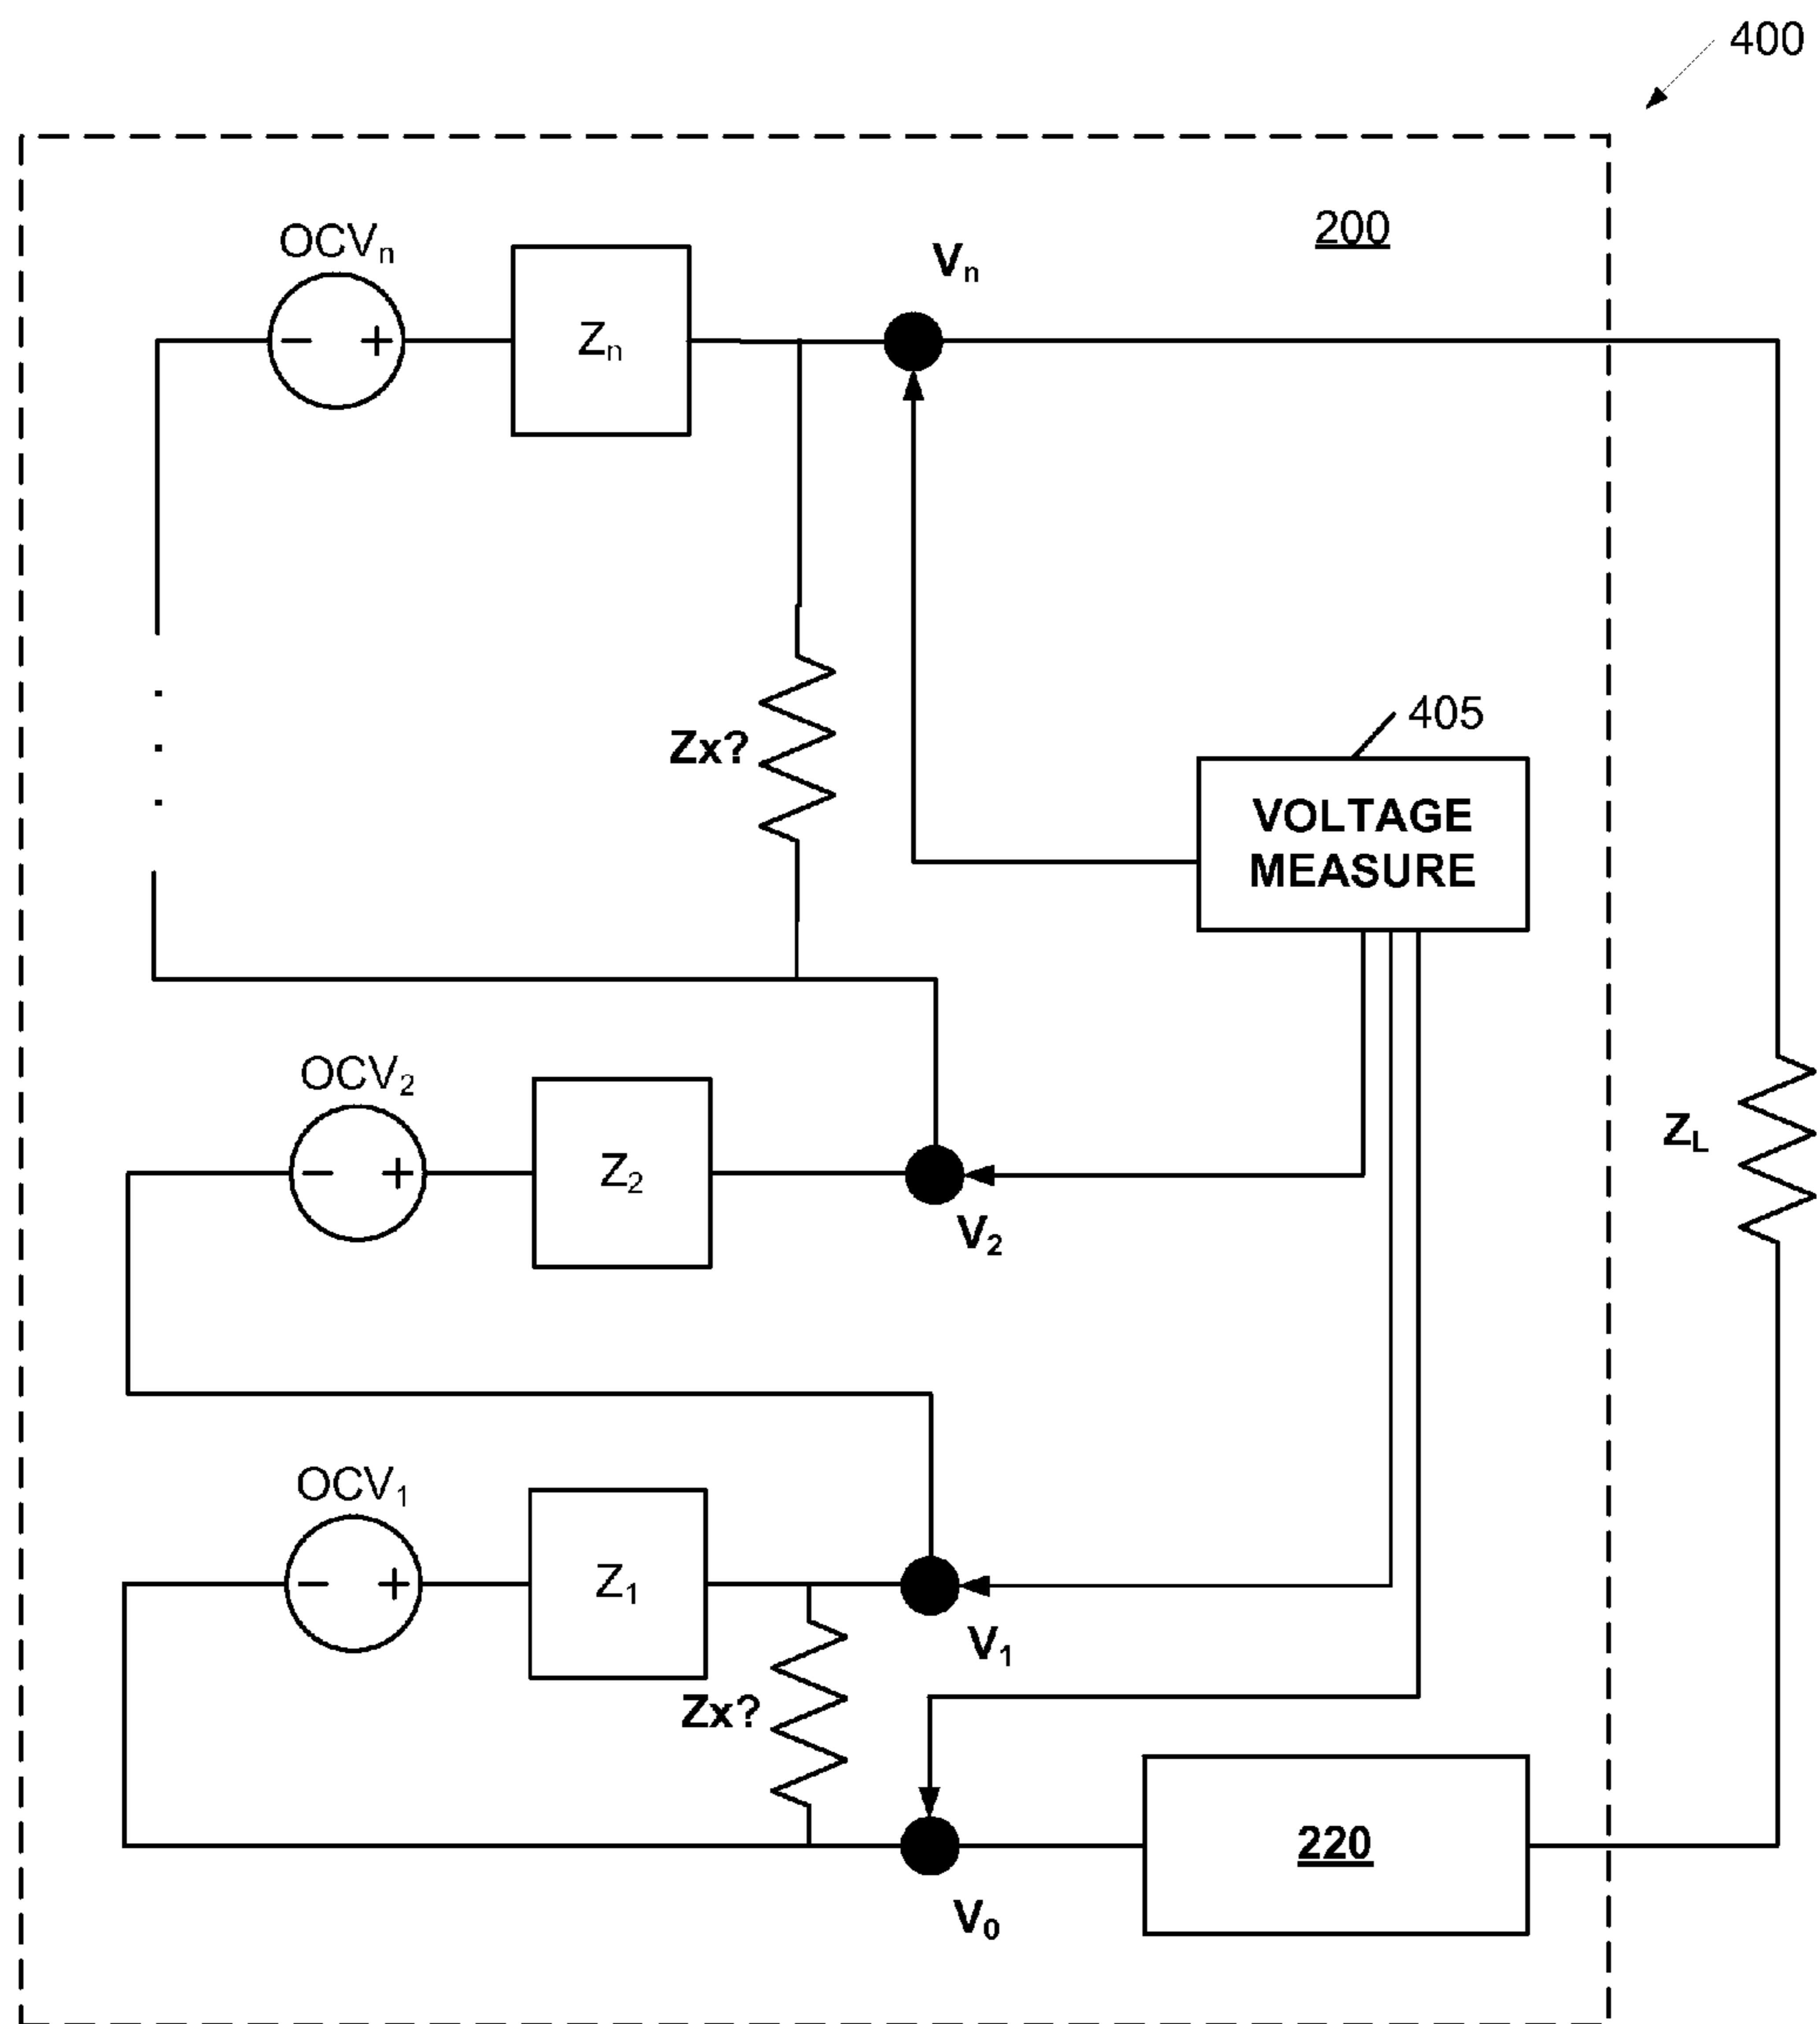 400
200
OCVn
Zn
Vn
Zx?
405
VOLTAGE
MEASURE
OCV2
Z2
V2
ZL
OCV1
Z1
V1
Zx?
220
V0